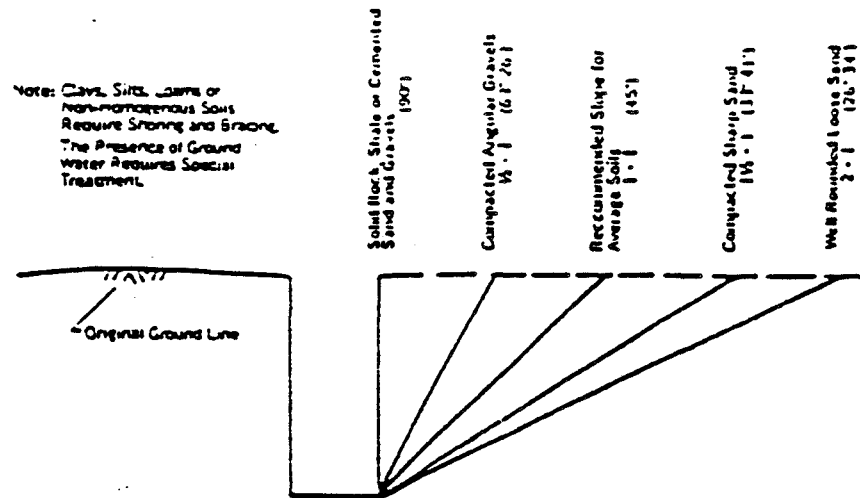 Note: Clays, Silts, Loams or
Non-Homogenous Soils
Require Shoring and Bracing.
The Presence of Ground
Water Requires Special
Treatment.
Solid Rock, Shale or Cemented
Sand and Gravels (90°)
Compacted Angular Gravels
½ - 1 (63° 26')
Reccommended Slope for
Average Soils
1 - 1 (45°)
Compacted Sharp Sand
1½ - 1 (33° 41')
Well Rounded Loose Sand
2 - 1 (26° 34')
Original Ground Line